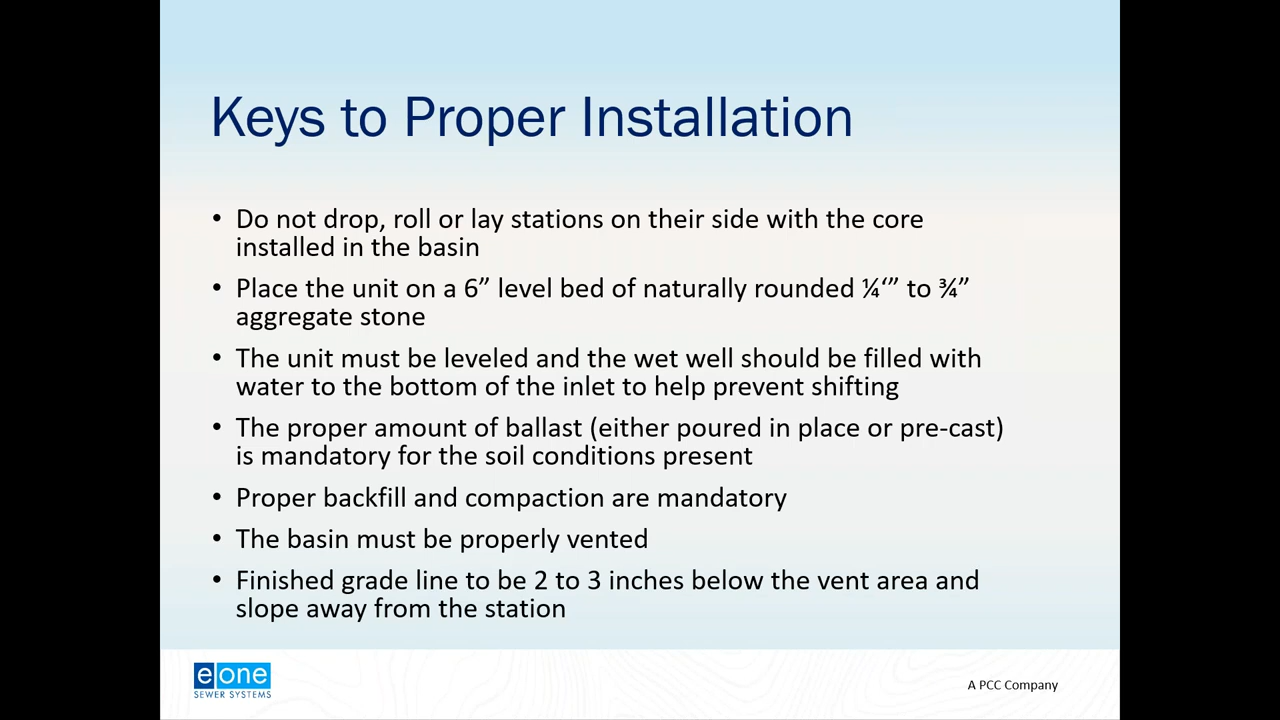 Keys to Proper Installation
• Do not drop, roll or lay stations on their side with the core
installed in the basin
• Place the unit on a 6” level bed of naturally rounded ¼‘” to ¾”
aggregate stone
• The unit must be leveled and the wet well should be filled with
water to the bottom of the inlet to help prevent shifting
• The proper amount of ballast (either poured in place or pre-cast)
is mandatory for the soil conditions present
• Proper backfill and compaction are mandatory
• The basin must be properly vented
• Finished grade line to be 2 to 3 inches below the vent area and
slope away from the station
e one
SEWER SYSTEMS
A PCC Company